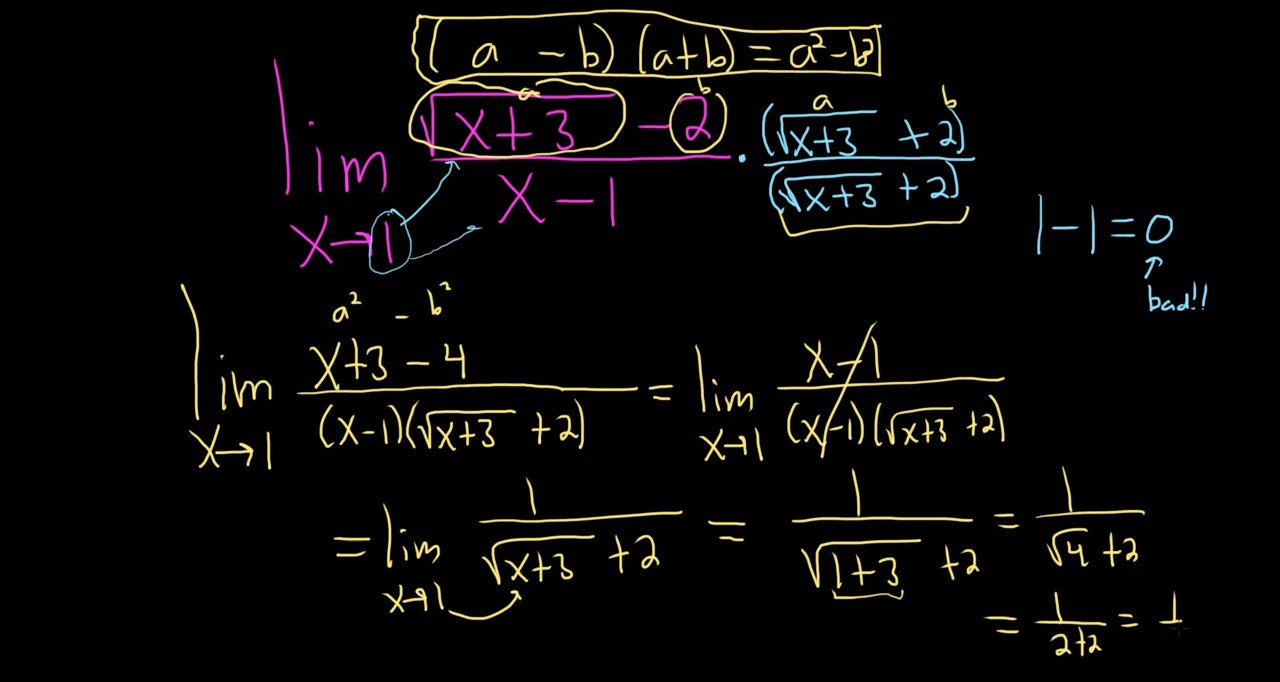 (a - b)(a+b) = a² - b²
a b a b
lim x→1 (√(x+3) - 2)/(x - 1) · (√(x+3) + 2)/(√(x+3) + 2)
1 - 1 = 0
bad!!
a² - b²
lim x→1 (x+3 - 4)/((x-1)(√(x+3) + 2)) = lim x→1 (x-1)/((x-1)(√(x+3) + 2))
= lim x→1 1/(√(x+3) + 2) = 1/(√(1+3) + 2) = 1/(√4 + 2)
= 1/(2+2) = 1